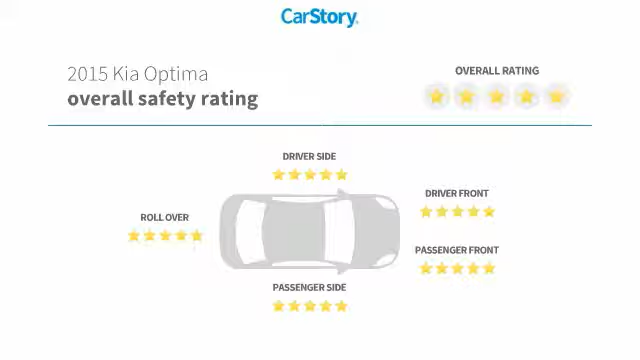 CarStory
2015 Kia Optima
overall safety rating
OVERALL RATING
DRIVER SIDE
DRIVER FRONT
ROLL OVER
PASSENGER FRONT
PASSENGER SIDE